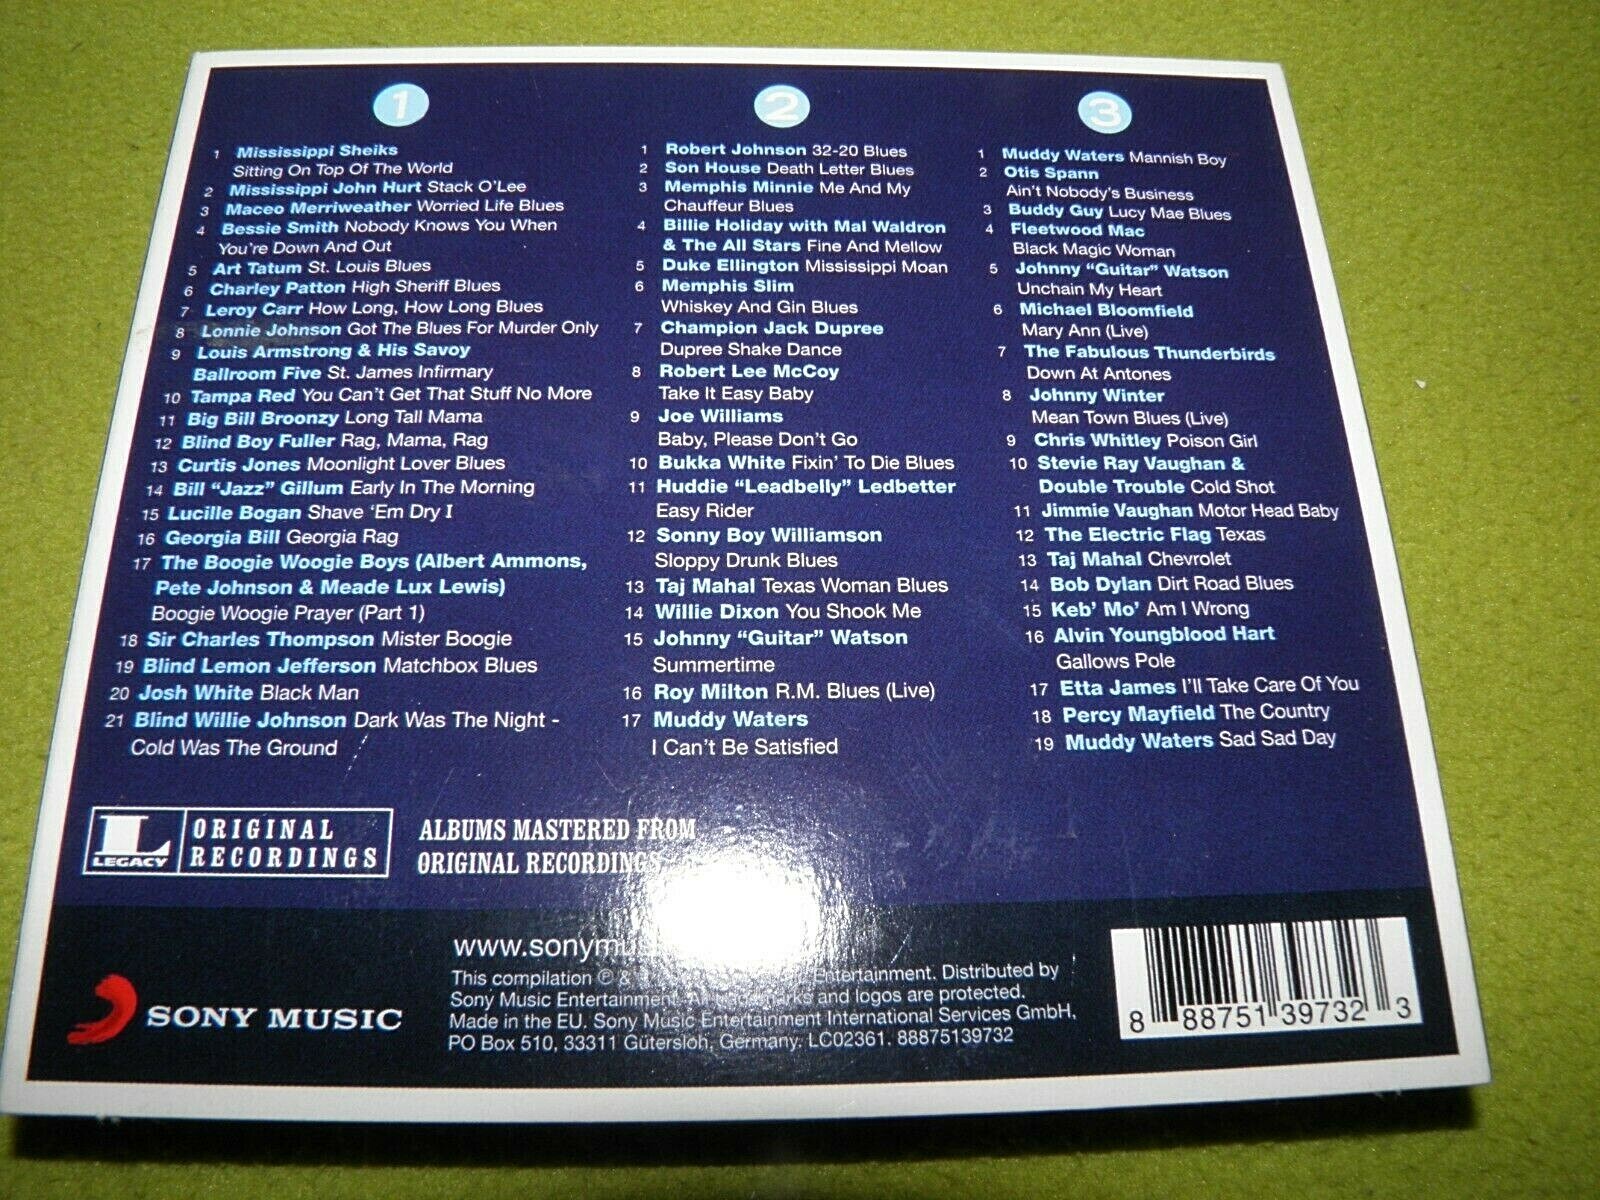 1
1 Mississippi Sheiks
Sitting On Top Of The World
2 Mississippi John Hurt Stack O'Lee
3 Maceo Merriweather Worried Life Blues
4 Bessie Smith Nobody Knows You When
You're Down And Out
5 Art Tatum St. Louis Blues
6 Charley Patton High Sheriff Blues
7 Leroy Carr How Long, How Long Blues
8 Lonnie Johnson Got The Blues For Murder Only
9 Louis Armstrong & His Savoy
Ballroom Five St. James Infirmary
10 Tampa Red You Can't Get That Stuff No More
11 Big Bill Broonzy Long Tall Mama
12 Blind Boy Fuller Rag, Mama, Rag
13 Curtis Jones Moonlight Lover Blues
14 Bill "Jazz" Gillum Early In The Morning
15 Lucille Bogan Shave 'Em Dry I
16 Georgia Bill Georgia Rag
17 The Boogie Woogie Boys (Albert Ammons,
Pete Johnson & Meade Lux Lewis)
Boogie Woogie Prayer (Part 1)
18 Sir Charles Thompson Mister Boogie
19 Blind Lemon Jefferson Matchbox Blues
20 Josh White Black Man
21 Blind Willie Johnson Dark Was The Night -
Cold Was The Ground
2
1 Robert Johnson 32-20 Blues
2 Son House Death Letter Blues
3 Memphis Minnie Me And My
Chauffeur Blues
4 Billie Holiday with Mal Waldron
& The All Stars Fine And Mellow
5 Duke Ellington Mississippi Moan
6 Memphis Slim
Whiskey And Gin Blues
7 Champion Jack Dupree
Dupree Shake Dance
8 Robert Lee McCoy
Take It Easy Baby
9 Joe Williams
Baby, Please Don't Go
10 Bukka White Fixin' To Die Blues
11 Huddie "Leadbelly" Ledbetter
Easy Rider
12 Sonny Boy Williamson
Sloppy Drunk Blues
13 Taj Mahal Texas Woman Blues
14 Willie Dixon You Shook Me
15 Johnny "Guitar" Watson
Summertime
16 Roy Milton R.M. Blues (Live)
17 Muddy Waters
I Can't Be Satisfied
3
1 Muddy Waters Mannish Boy
2 Otis Spann
Ain't Nobody's Business
3 Buddy Guy Lucy Mae Blues
4 Fleetwood Mac
Black Magic Woman
5 Johnny "Guitar" Watson
Unchain My Heart
6 Michael Bloomfield
Mary Ann (Live)
7 The Fabulous Thunderbirds
Down At Antones
8 Johnny Winter
Mean Town Blues (Live)
9 Chris Whitley Poison Girl
10 Stevie Ray Vaughan &
Double Trouble Cold Shot
11 Jimmie Vaughan Motor Head Baby
12 The Electric Flag Texas
13 Taj Mahal Chevrolet
14 Bob Dylan Dirt Road Blues
15 Keb' Mo' Am I Wrong
16 Alvin Youngblood Hart
Gallows Pole
17 Etta James I'll Take Care Of You
18 Percy Mayfield The Country
19 Muddy Waters Sad Sad Day
L
LEGACY
ORIGINAL
RECORDINGS
ALBUMS MASTERED FROM
ORIGINAL RECORDINGS
SONY MUSIC
www.sonymus
This compilation ℗ & Entertainment. Distributed by
Sony Music Entertainment. All trademarks and logos are protected.
Made in the EU. Sony Music Entertainment International Services GmbH,
PO Box 510, 33311 Gütersloh, Germany. LC02361. 88875139732
8 88751 39732 3